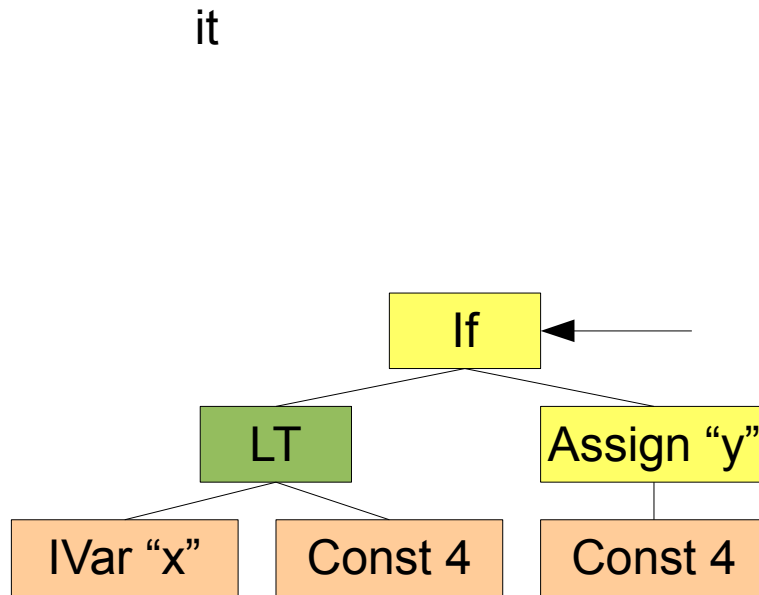 it
If
LT
Assign “y”
IVar “x”
Const 4
Const 4